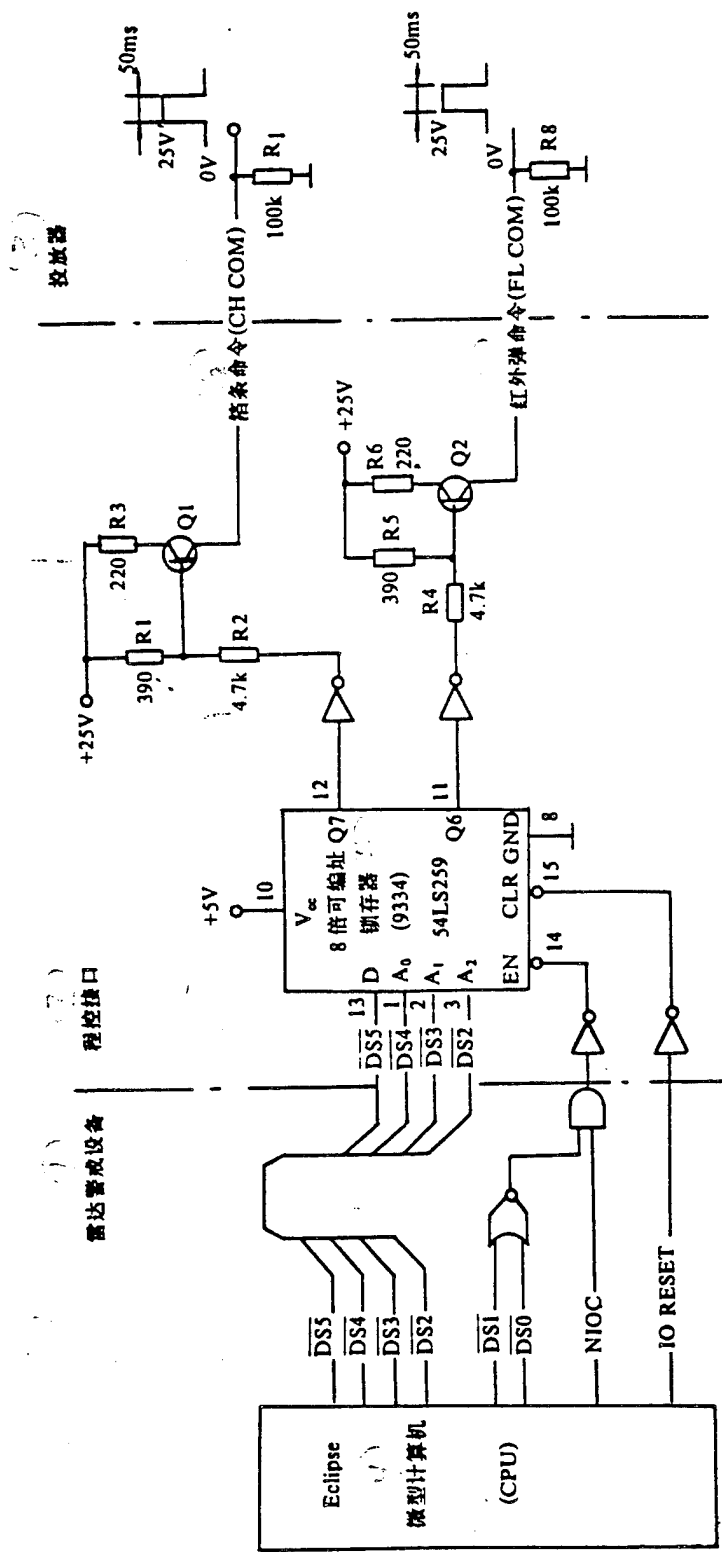 雷达警戒设备
程控接口
投放器
Eclipse
微型计算机
(CPU)
DS5
DS4
DS3
DS2
DS1
DS0
NIOC
IO RESET
DS5
DS4
DS3
DS2
13
1
2
3
D
A0
A1
A2
EN
CLR
GND
14
15
8
+5V
10
Vcc
8倍可编址
锁存器
(9334)
54LS259
Q7
Q6
12
11
+25V
R1
390
R2
4.7k
R3
220
Q1
箔条命令(CH COM)
+25V
R5
390
R6
220
R4
4.7k
Q2
红外弹命令(FL COM)
50ms
25V
0V
R1
100k
50ms
25V
0V
R8
100k